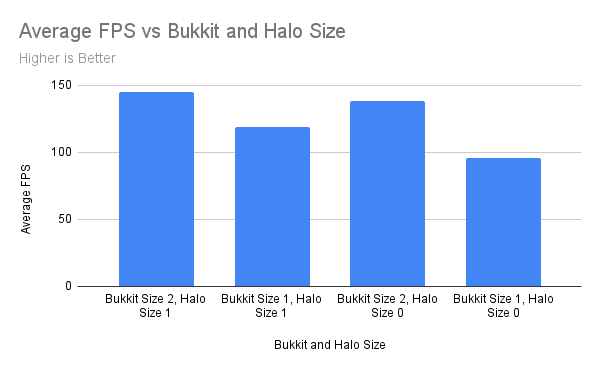 Average FPS vs Bukkit and Halo Size
Higher is Better
150
100
50
0
Average FPS
Bukkit Size 2, Halo
Size 1
Bukkit Size 1, Halo
Size 1
Bukkit Size 2, Halo
Size 0
Bukkit Size 1, Halo
Size 0
Bukkit and Halo Size